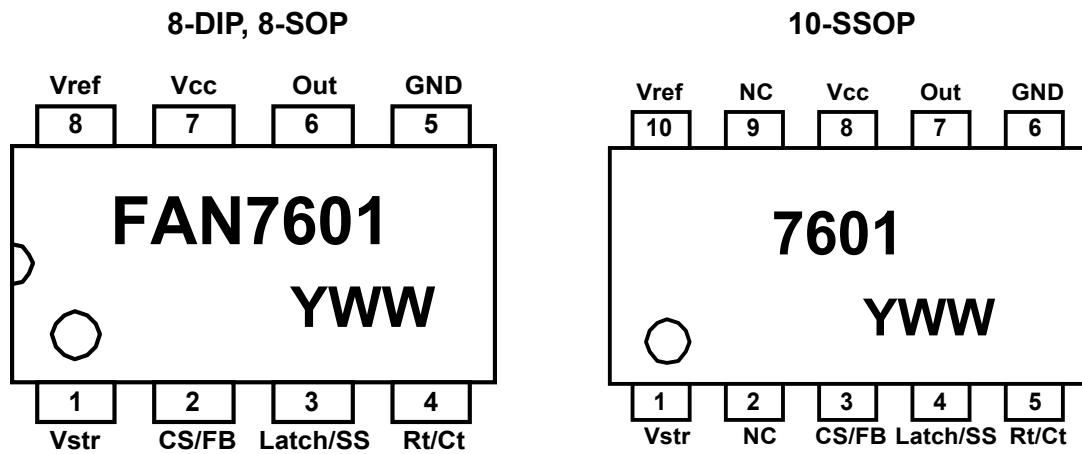 8-DIP, 8-SOP
Vref Vcc Out GND
8 7 6 5
FAN7601
YWW
1 2 3 4
Vstr CS/FB Latch/SS Rt/Ct
10-SSOP
Vref NC Vcc Out GND
10 9 8 7 6
7601
YWW
1 2 3 4 5
Vstr NC CS/FB Latch/SS Rt/Ct